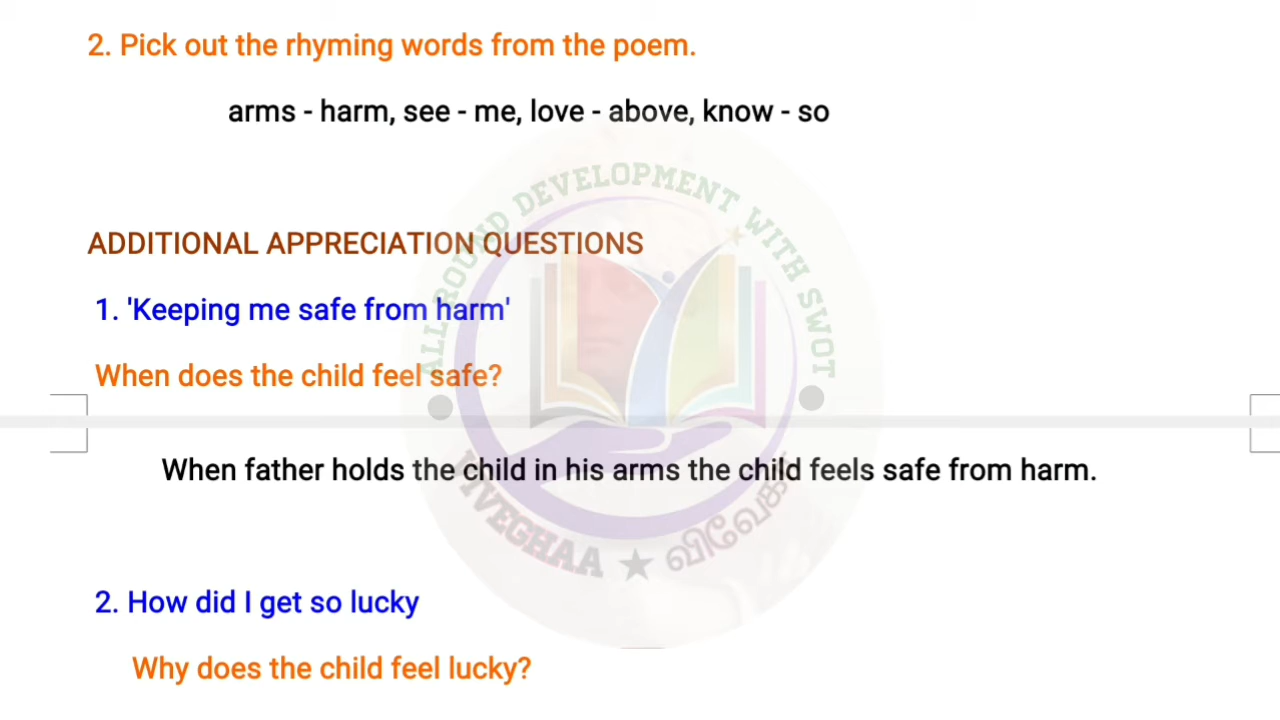 2. Pick out the rhyming words from the poem.
arms - harm, see - me, love - above, know - so
ALL ROUND DEVELOPMENT WITH SWOT
ADDITIONAL APPRECIATION QUESTIONS
1. 'Keeping me safe from harm'
When does the child feel safe?
When father holds the child in his arms the child feels safe from harm.
VIVEGHAA ★ விவேகா
2. How did I get so lucky
Why does the child feel lucky?